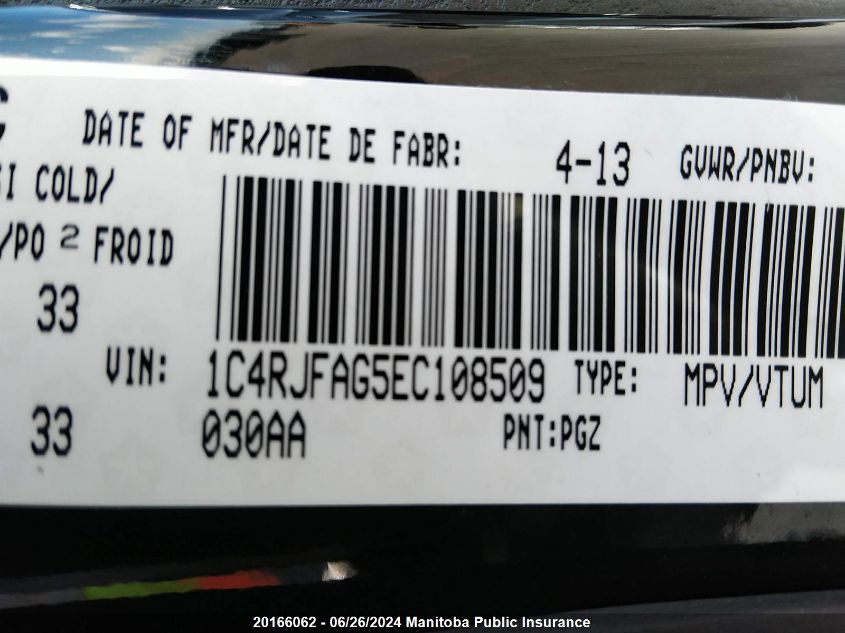 DATE OF MFR/DATE DE FABR: 4-13 GVWR/PNBV:
COLD/
/PO 2 FROID
33
VIN: 1C4RJFAG5EC108509 TYPE: MPV/VTUM
33 030AA PNT:PGZ
20166062 - 06/26/2024 Manitoba Public Insurance